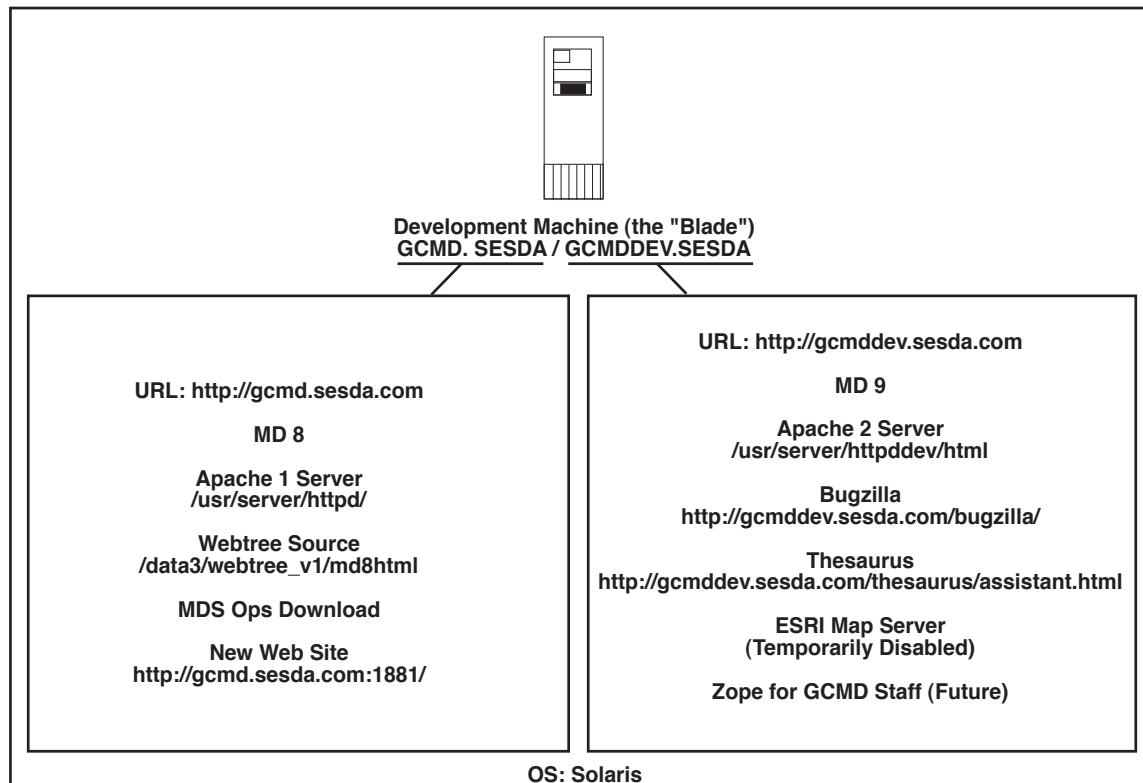 Development Machine (the "Blade")
GCMD. SESDA / GCMDDEV.SESDA
URL: http://gcmd.sesda.com
MD 8
Apache 1 Server
/usr/server/httpd/
Webtree Source
/data3/webtree_v1/md8html
MDS Ops Download
New Web Site
http://gcmd.sesda.com:1881/
URL: http://gcmddev.sesda.com
MD 9
Apache 2 Server
/usr/server/httpddev/html
Bugzilla
http://gcmddev.sesda.com/bugzilla/
Thesaurus
http://gcmddev.sesda.com/thesaurus/assistant.html
ESRI Map Server
(Temporarily Disabled)
Zope for GCMD Staff (Future)
OS: Solaris